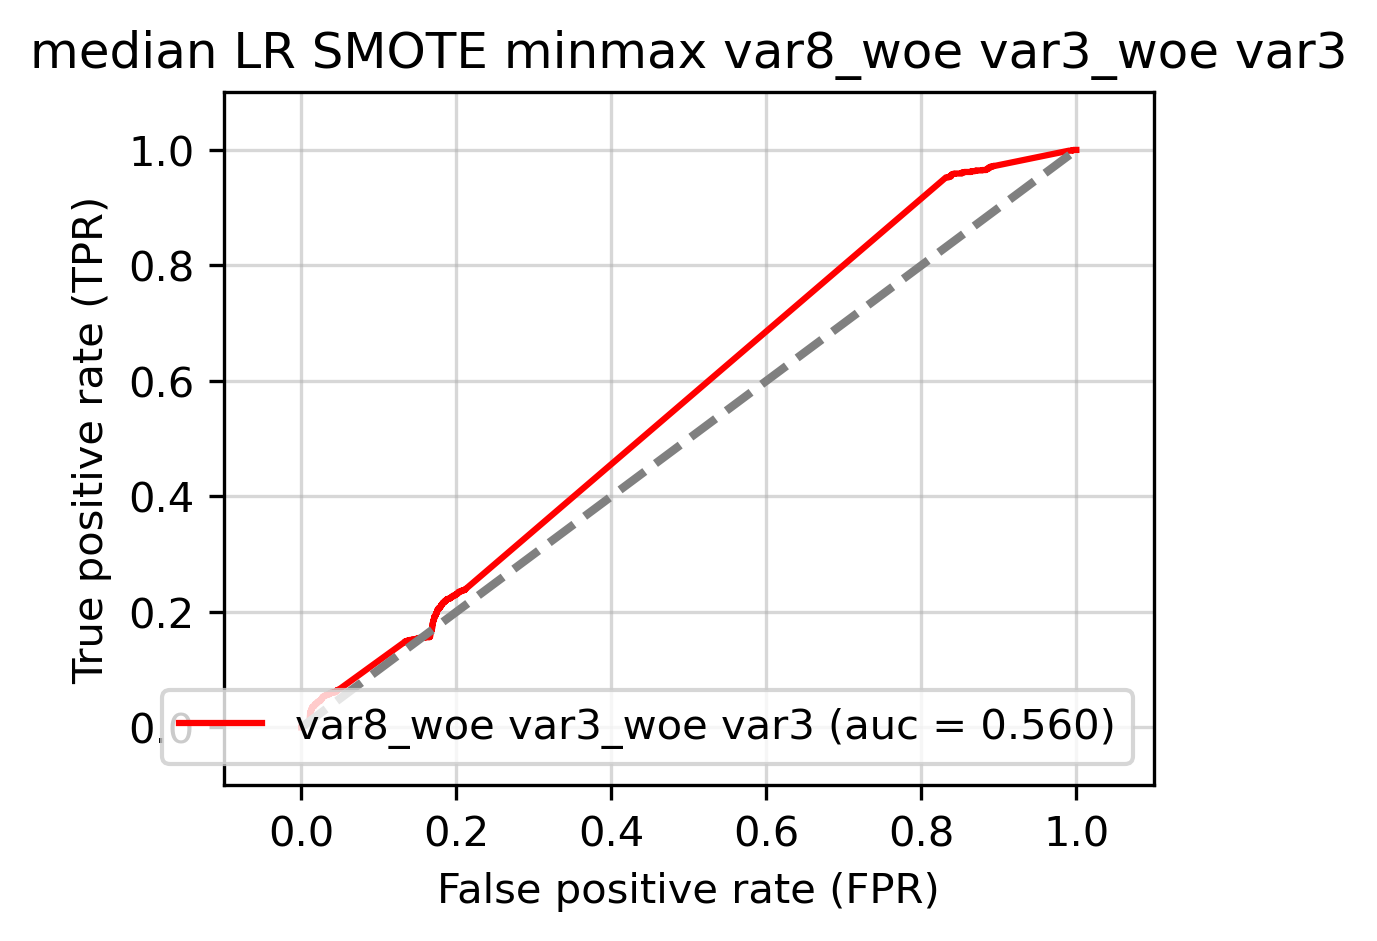 median LR SMOTE minmax var8_woe var3_woe var3
1.0
0.8
0.6
0.4
0.2
0.0
True positive rate (TPR)
var8_woe var3_woe var3 (auc = 0.560)
0.0 0.2 0.4 0.6 0.8 1.0
False positive rate (FPR)